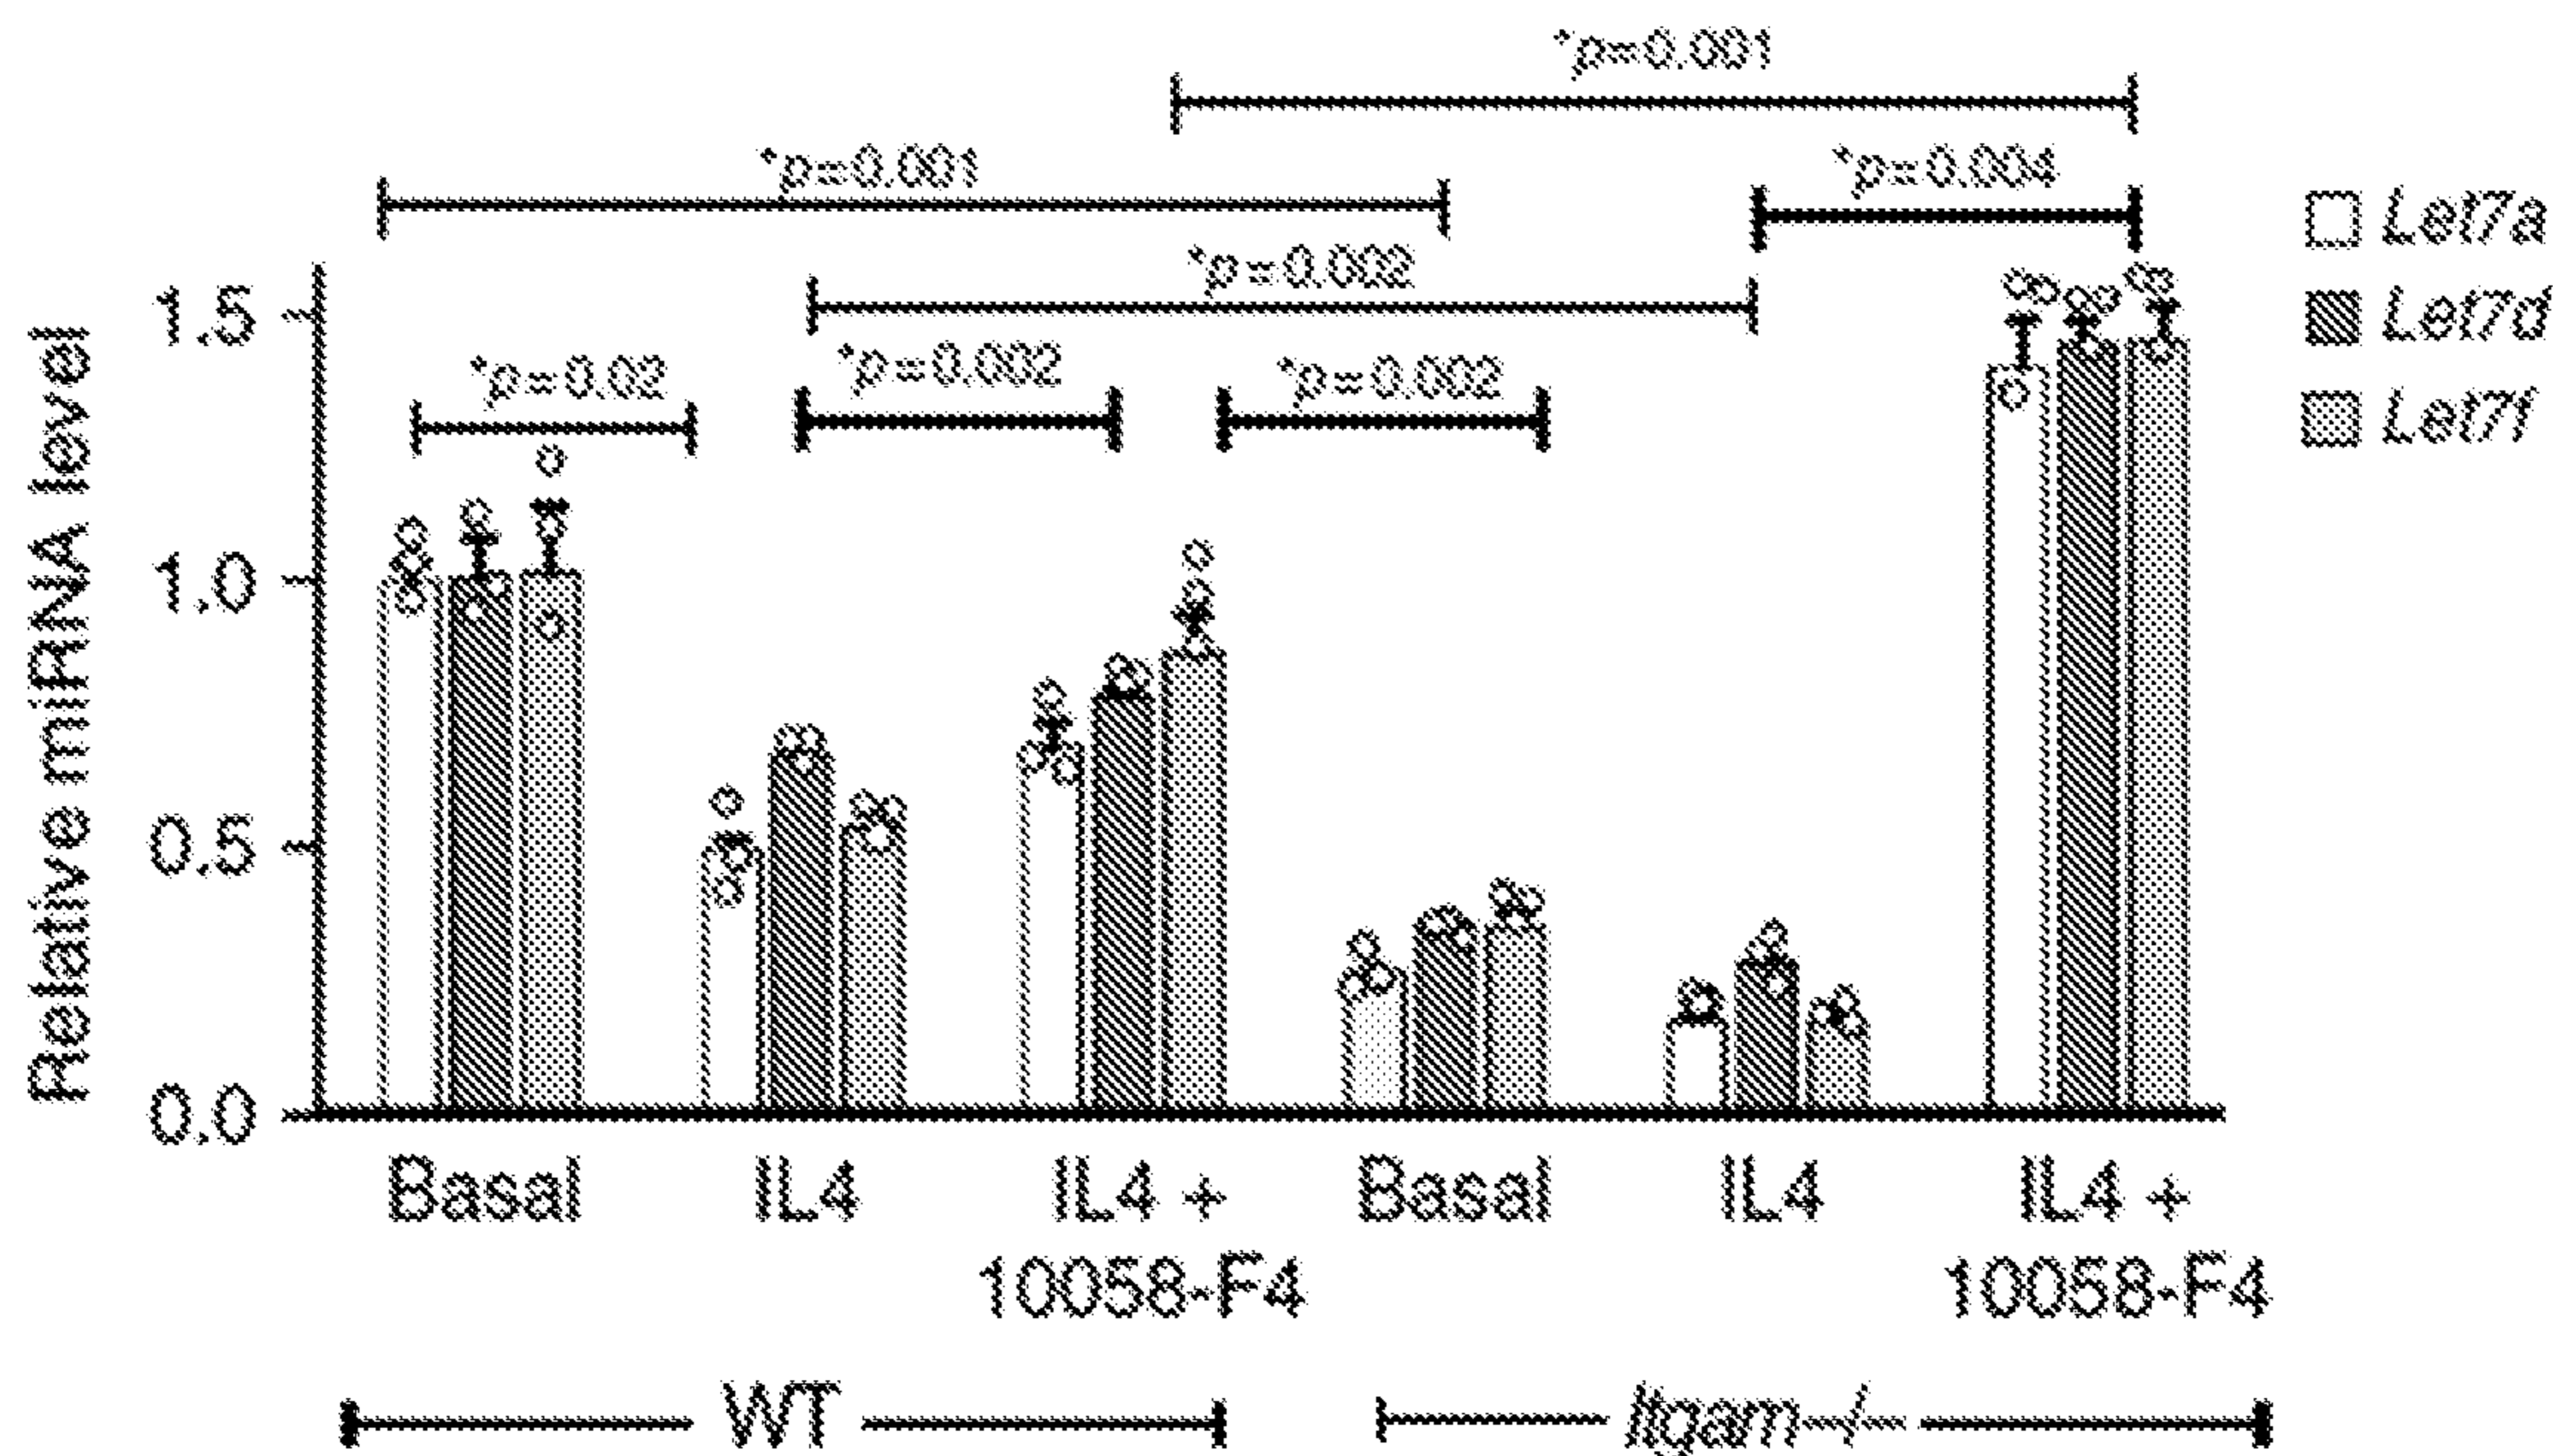 *p=0.001
*p=0.001
*p=0.004
*p=0.002
*p=0.02
*p=0.002
*p=0.002
Let7a
Let7d
Let7f
Relative miRNA level
1.5
1.0
0.5
0.0
Basal
IL4
IL4 +
10058-F4
Basal
IL4
IL4 +
10058-F4
WT
Itgam-/-